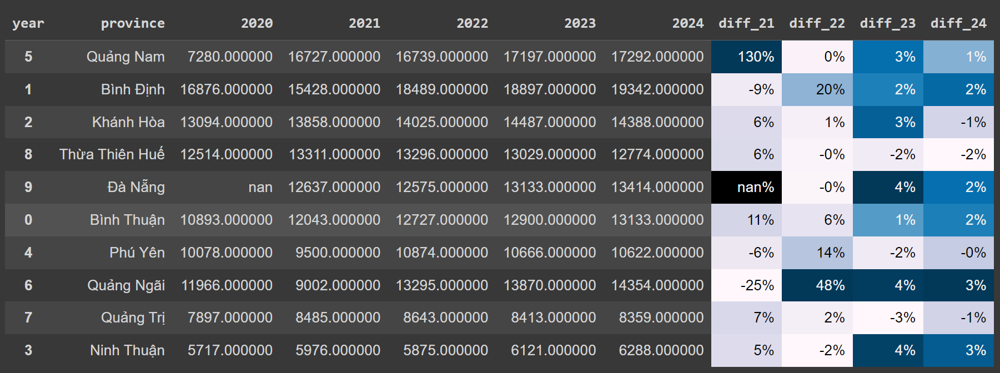 year province 2020 2021 2022 2023 2024 diff_21 diff_22 diff_23 diff_24
5 Quảng Nam 7280.000000 16727.000000 16739.000000 17197.000000 17292.000000 130% 0% 3% 1%
1 Bình Định 16876.000000 15428.000000 18489.000000 18897.000000 19342.000000 -9% 20% 2% 2%
2 Khánh Hòa 13094.000000 13858.000000 14025.000000 14487.000000 14388.000000 6% 1% 3% -1%
8 Thừa Thiên Huế 12514.000000 13311.000000 13296.000000 13029.000000 12774.000000 6% -0% -2% -2%
9 Đà Nẵng nan 12637.000000 12575.000000 13133.000000 13414.000000 nan% -0% 4% 2%
0 Bình Thuận 10893.000000 12043.000000 12727.000000 12900.000000 13133.000000 11% 6% 1% 2%
4 Phú Yên 10078.000000 9500.000000 10874.000000 10666.000000 10622.000000 -6% 14% -2% -0%
6 Quảng Ngãi 11966.000000 9002.000000 13295.000000 13870.000000 14354.000000 -25% 48% 4% 3%
7 Quảng Trị 7897.000000 8485.000000 8643.000000 8413.000000 8359.000000 7% 2% -3% -1%
3 Ninh Thuận 5717.000000 5976.000000 5875.000000 6121.000000 6288.000000 5% -2% 4% 3%